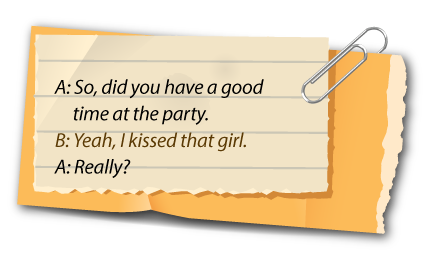 A: So, did you have a good
time at the party.
B: Yeah, I kissed that girl.
A: Really?